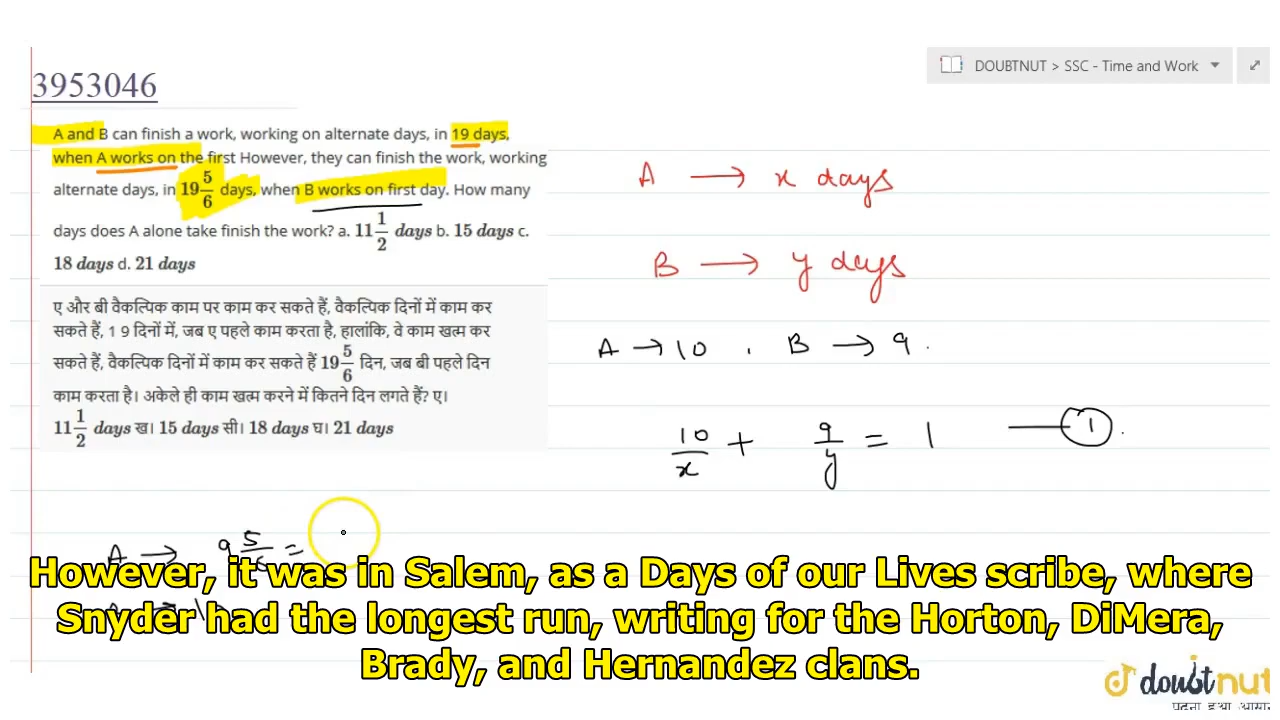 3953046
DOUBTNUT > SSC - Time and Work
A and B can finish a work, working on alternate days, in 19 days,
when A works on the first However, they can finish the work, working
alternate days, in 19 5/6 days, when B works on first day. How many
days does A alone take finish the work? a. 11 1/2 days b. 15 days c.
18 days d. 21 days
ए और बी वैकल्पिक काम पर काम कर सकते हैं, वैकल्पिक दिनों में काम कर
सकते हैं, 1 9 दिनों में, जब ए पहले काम करता है, हालांकि, वे काम खत्म कर
सकते हैं, वैकल्पिक दिनों में काम कर सकते हैं 19 5/6 दिन, जब बी पहले दिन
काम करता है। अकेले ही काम खत्म करने में कितने दिन लगते हैं? ए।
11 1/2 days ख। 15 days सी। 18 days घ। 21 days
A → x days
B → y days
A → 10 , B → 9 .
10/x + 9/y = 1 — 1 .
A → 9 5/6 =
However, it was in Salem, as a Days of our Lives scribe, where
Snyder had the longest run, writing for the Horton, DiMera,
Brady, and Hernandez clans.
doubtnut
पढ़ना हुआ आसान